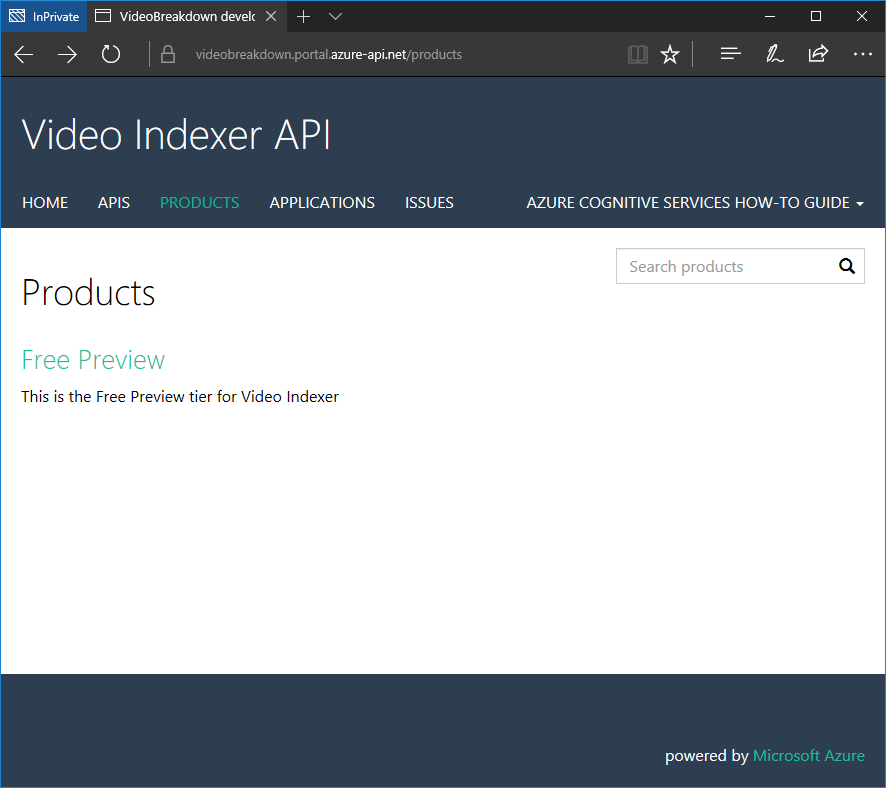 InPrivate VideoBreakdown develo
videobreakdown.portal.azure-api.net/products
Video Indexer API
HOME APIS PRODUCTS APPLICATIONS ISSUES AZURE COGNITIVE SERVICES HOW-TO GUIDE
Search products
Products
Free Preview
This is the Free Preview tier for Video Indexer
powered by Microsoft Azure